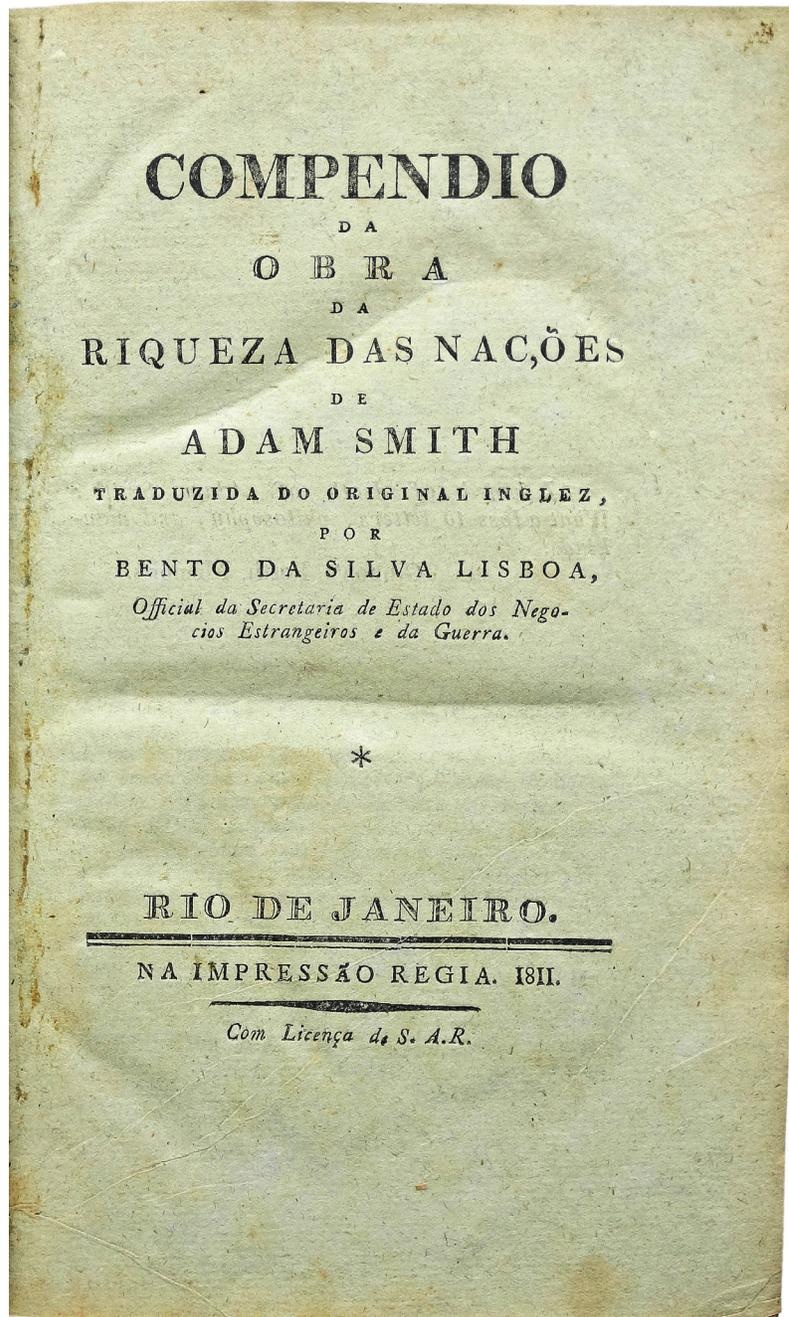 COMPENDIO
DA
OBRA
DA
RIQUEZA DAS NAC,ÕES
DE
ADAM SMITH
TRADUZIDA DO ORIGINAL INGLEZ,
POR
BENTO DA SILVA LISBOA,
Official da Secretaria de Estado dos Nego-
cios Estrangeiros e da Guerra.
*
RIO DE JANEIRO.
NA IMPRESSÃO REGIA. 1811.
Com Licença de S. A.R.